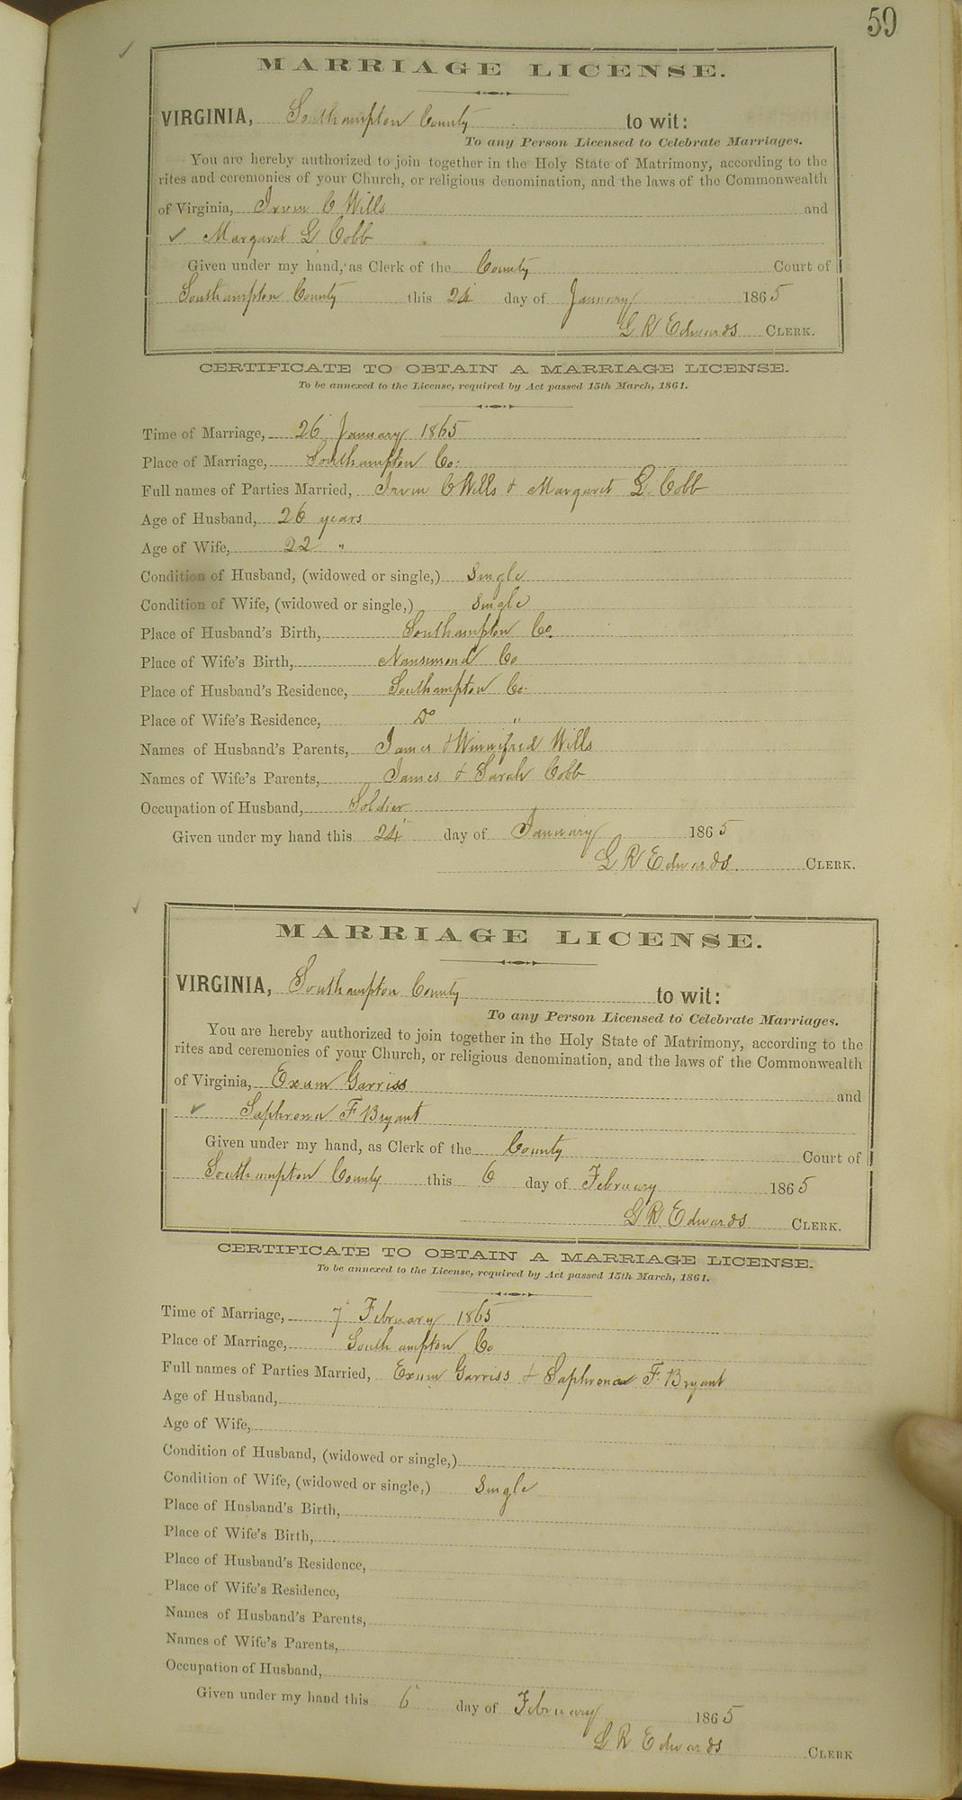 59
MARRIAGE LICENSE.
VIRGINIA, Southampton County to wit:
To any Person Licensed to Celebrate Marriages.
You are hereby authorized to join together in the Holy State of Matrimony, according to the
rites and ceremonies of your Church, or religious denomination, and the laws of the Commonwealth
of Virginia, Irvin C Wills and
✓ Margaret L Cobb
Given under my hand, as Clerk of the County Court of
Southampton County this 24 day of January 1865
L R Edwards CLERK.
CERTIFICATE TO OBTAIN A MARRIAGE LICENSE.
To be annexed to the License, required by Act passed 15th March, 1861.
Time of Marriage, 26 January 1865
Place of Marriage, Southampton Co:
Full names of Parties Married, Irvin C Wills & Margaret L. Cobb
Age of Husband, 26 years
Age of Wife, 22 "
Condition of Husband, (widowed or single,) Single
Condition of Wife, (widowed or single,) Single
Place of Husband's Birth, Southampton Co.
Place of Wife's Birth, Nansemond Co
Place of Husband's Residence, Southampton Co.
Place of Wife's Residence, Do "
Names of Husband's Parents, James & Winnifred Wills
Names of Wife's Parents, James & Sarah Cobb
Occupation of Husband, Soldier
Given under my hand this 24 day of January 1865
L R Edwards. CLERK.
MARRIAGE LICENSE.
VIRGINIA, Southampton County to wit:
To any Person Licensed to Celebrate Marriages.
You are hereby authorized to join together in the Holy State of Matrimony, according to the
rites and ceremonies of your Church, or religious denomination, and the laws of the Commonwealth
of Virginia, Exum Garriss and
✓ Saphrona F Bryant
Given under my hand, as Clerk of the County Court of
Southampton County this 6 day of February 1865
L R. Edwards CLERK.
CERTIFICATE TO OBTAIN A MARRIAGE LICENSE.
To be annexed to the License, required by Act passed 15th March, 1861.
Time of Marriage, 7 February 1865
Place of Marriage, Southampton Co
Full names of Parties Married, Exum Garriss & Saphrona F. Bryant
Age of Husband,
Age of Wife,
Condition of Husband, (widowed or single,)
Condition of Wife, (widowed or single,) Single
Place of Husband's Birth,
Place of Wife's Birth,
Place of Husband's Residence,
Place of Wife's Residence,
Names of Husband's Parents,
Names of Wife's Parents,
Occupation of Husband,
Given under my hand this 6 day of February 1865
L R Edwards CLERK